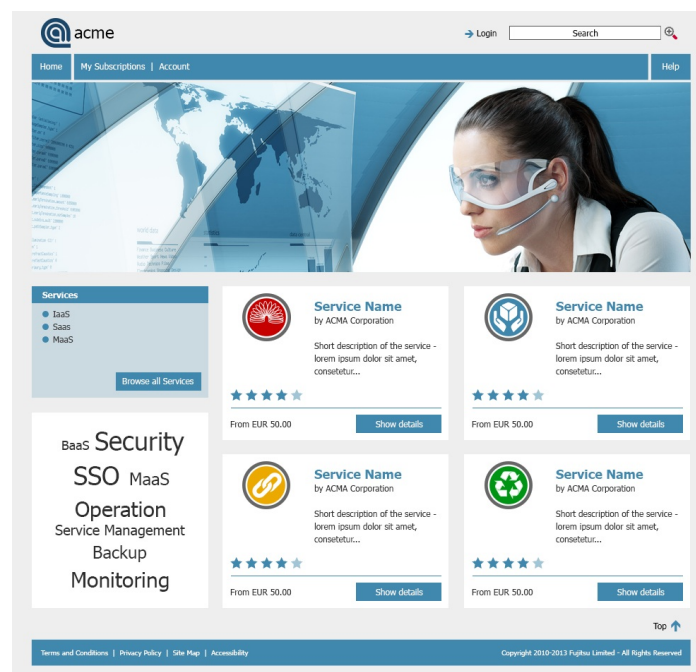 acme
Login
Search
Home
My Subscriptions | Account
Help
Services
IaaS
Saas
MaaS
Browse all Services
Service Name
by ACMA Corporation
Short description of the service -
lorem ipsum dolor sit amet,
consetetur...
From EUR 50.00
Show details
Service Name
by ACMA Corporation
Short description of the service -
lorem ipsum dolor sit amet,
consetetur...
From EUR 50.00
Show details
BaaS Security
SSO MaaS
Operation
Service Management
Backup
Monitoring
Service Name
by ACMA Corporation
Short description of the service -
lorem ipsum dolor sit amet,
consetetur...
From EUR 50.00
Show details
Service Name
by ACMA Corporation
Short description of the service -
lorem ipsum dolor sit amet,
consetetur...
From EUR 50.00
Show details
Top
Terms and Conditions | Privacy Policy | Site Map | Accessibility
Copyright 2010-2013 Fujitsu Limited - All Rights Reserved